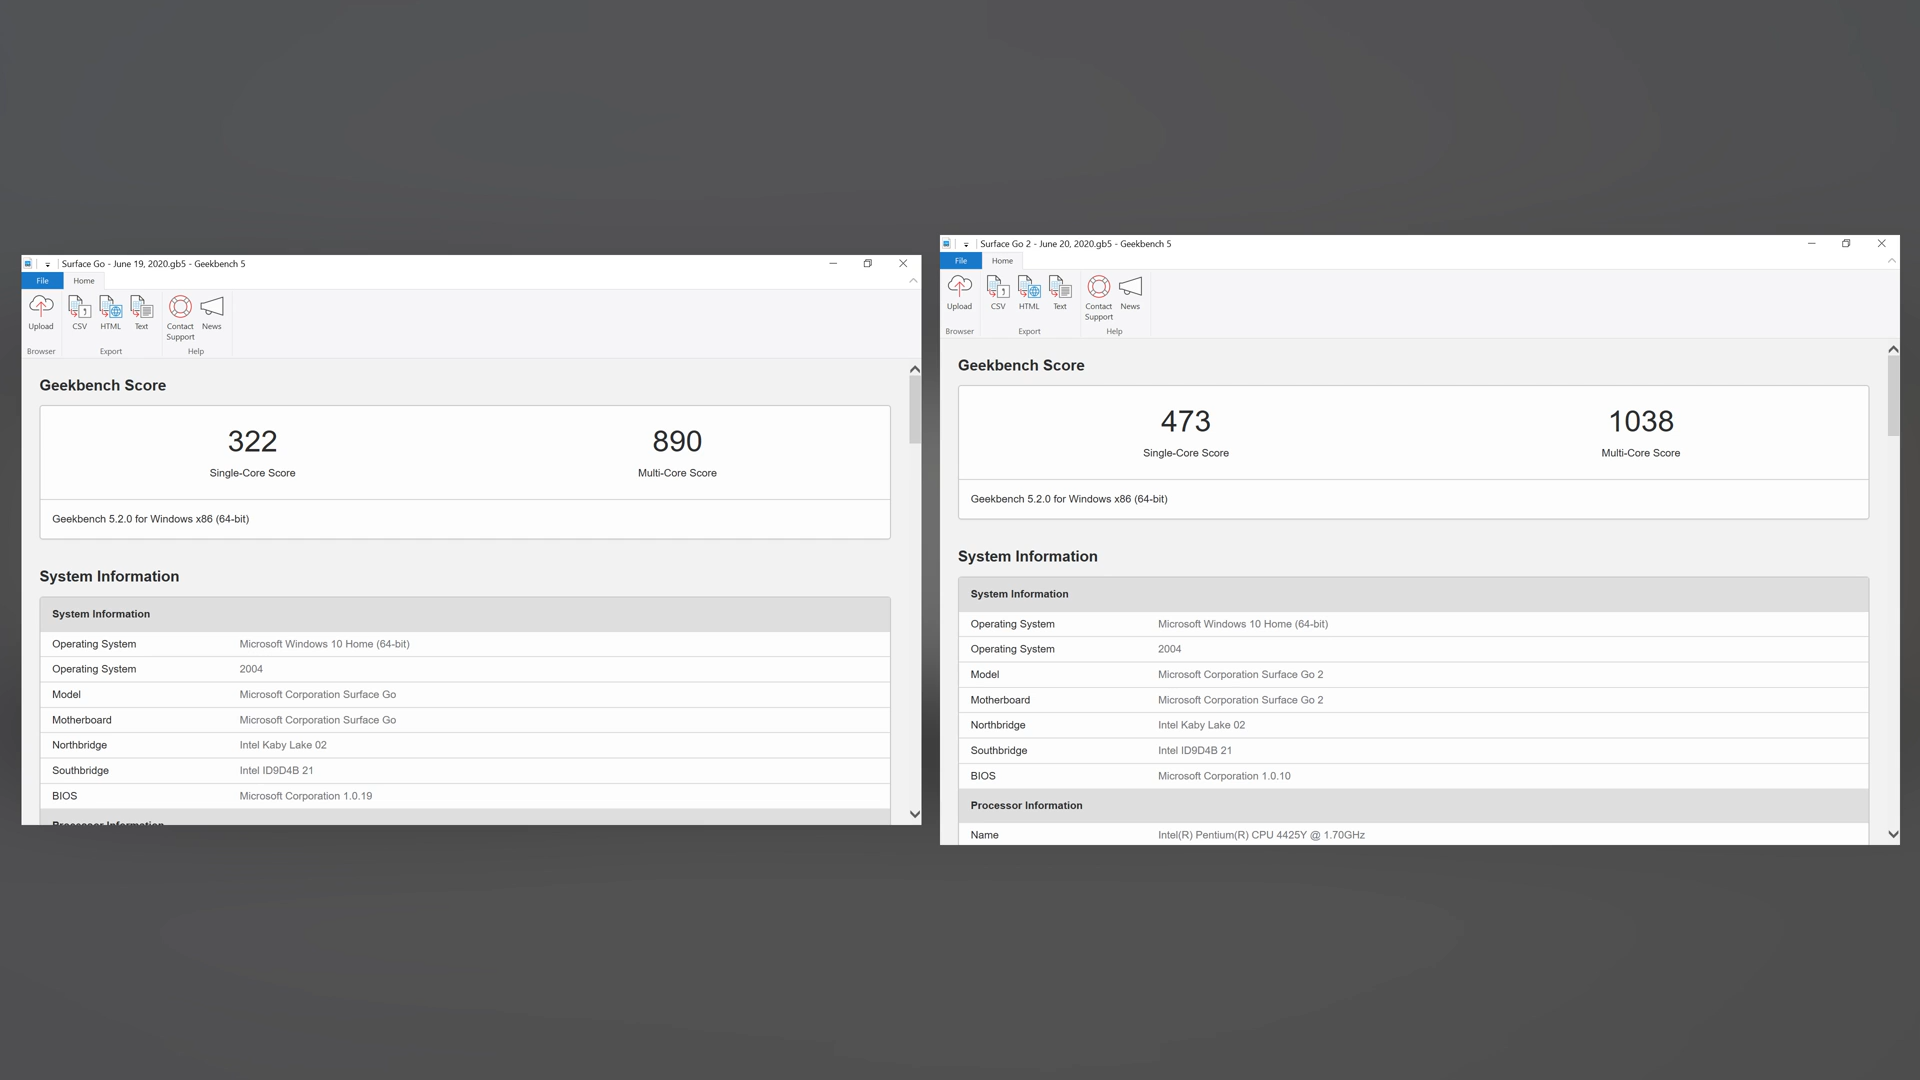 Surface Go - June 19, 2020.gb5 - Geekbench 5
File Home
Upload CSV HTML Text Contact Support News
Browser Export Help
Geekbench Score
322 890
Single-Core Score Multi-Core Score
Geekbench 5.2.0 for Windows x86 (64-bit)
System Information
System Information
Operating System Microsoft Windows 10 Home (64-bit)
Operating System 2004
Model Microsoft Corporation Surface Go
Motherboard Microsoft Corporation Surface Go
Northbridge Intel Kaby Lake 02
Southbridge Intel ID9D4B 21
BIOS Microsoft Corporation 1.0.19
Processor Information
Surface Go 2 - June 20, 2020.gb5 - Geekbench 5
File Home
Upload CSV HTML Text Contact Support News
Browser Export Help
Geekbench Score
473 1038
Single-Core Score Multi-Core Score
Geekbench 5.2.0 for Windows x86 (64-bit)
System Information
System Information
Operating System Microsoft Windows 10 Home (64-bit)
Operating System 2004
Model Microsoft Corporation Surface Go 2
Motherboard Microsoft Corporation Surface Go 2
Northbridge Intel Kaby Lake 02
Southbridge Intel ID9D4B 21
BIOS Microsoft Corporation 1.0.10
Processor Information
Name Intel(R) Pentium(R) CPU 4425Y @ 1.70GHz